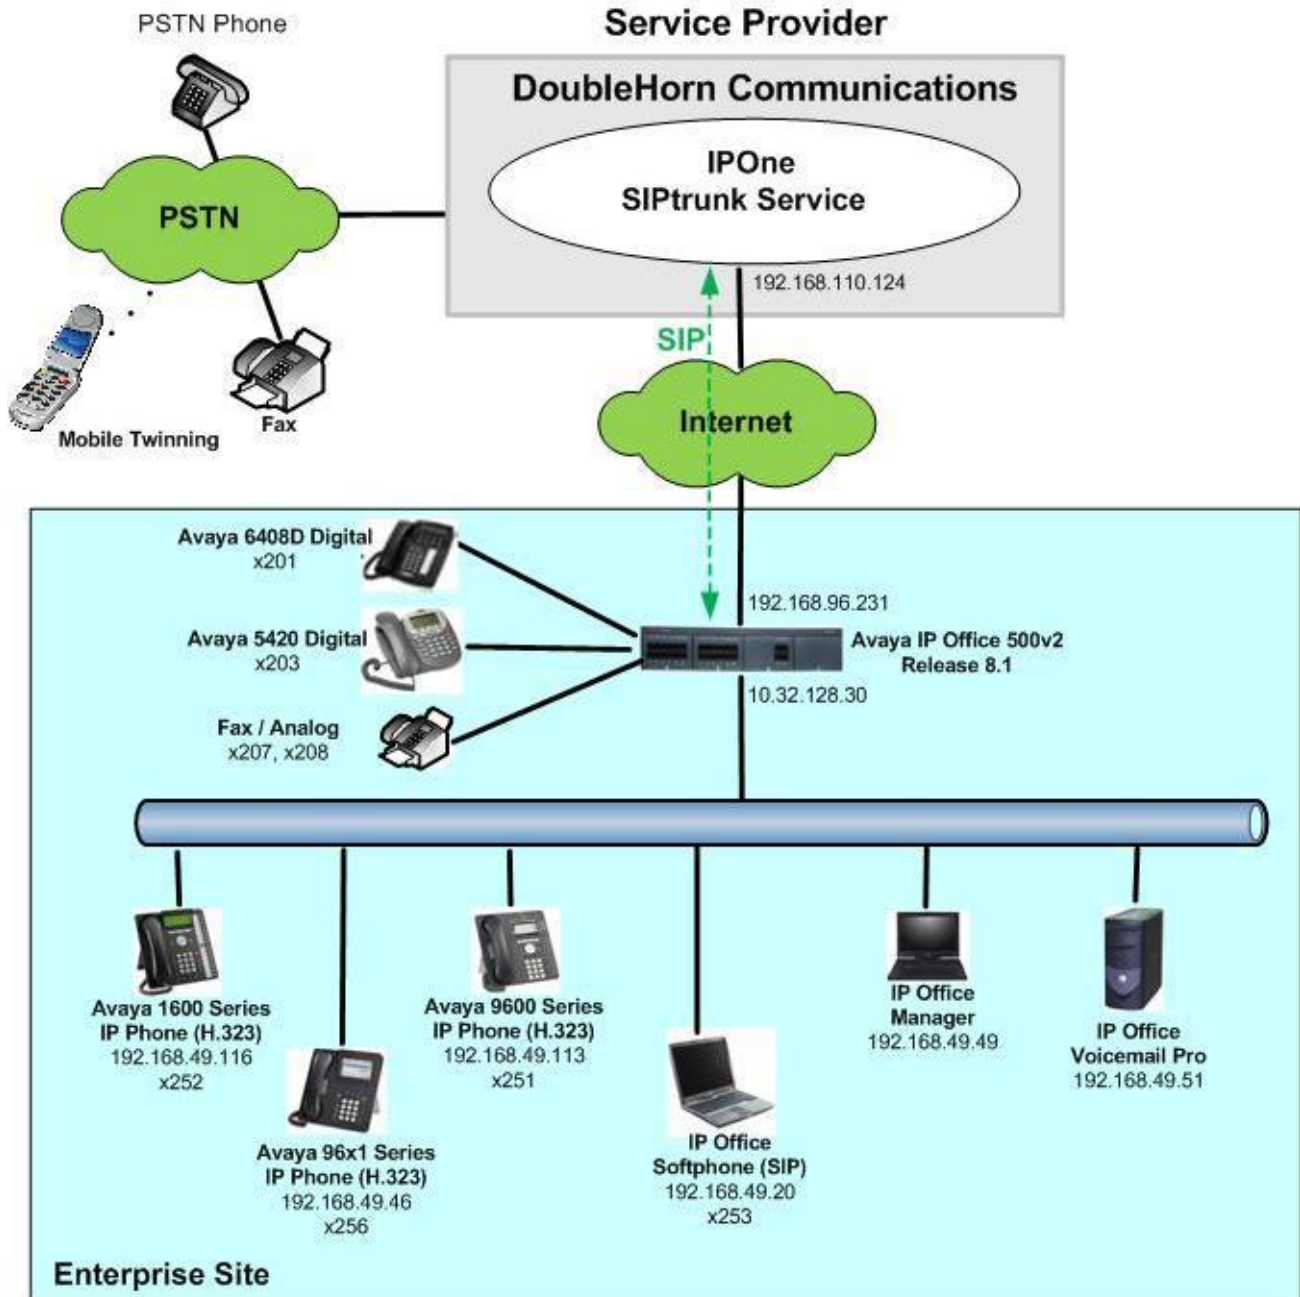 PSTN Phone
Service Provider
DoubleHorn Communications
IPOne
SIPtrunk Service
PSTN
192.168.110.124
SIP
Internet
Fax
Mobile Twinning
Avaya 6408D Digital
x201
192.168.96.231
Avaya 5420 Digital
x203
Avaya IP Office 500v2
Release 8.1
10.32.128.30
Fax / Analog
x207, x208
Avaya 1600 Series
IP Phone (H.323)
192.168.49.116
x252
Avaya 96x1 Series
IP Phone (H.323)
192.168.49.46
x256
Avaya 9600 Series
IP Phone (H.323)
192.168.49.113
x251
IP Office
Softphone (SIP)
192.168.49.20
x253
IP Office
Manager
192.168.49.49
IP Office
Voicemail Pro
192.168.49.51
Enterprise Site